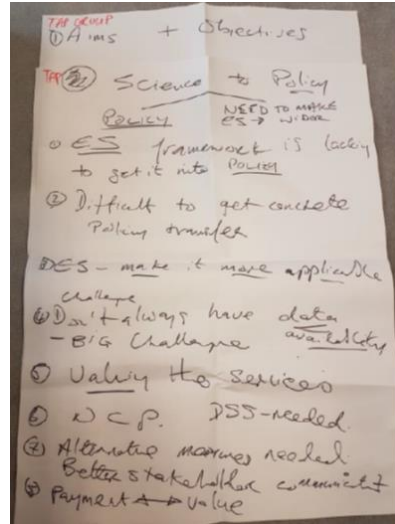 TAP GROUP
① Aims + Objectives
TAP ② Science to Policy
POLICY NEED TO MAKE
ES → WIDER
① ES framework is lacking
to get it into POLICY
② Difficult to get concrete
Policy transfer
ES - make it more applicable
challenge
④ Don't always have data
- BIG Challenge availability
⑤ Valuing the services
⑥ NCP. DSS-needed.
⑦ Alternative needed
Better stakeholder
⑧ Payment ↔ value